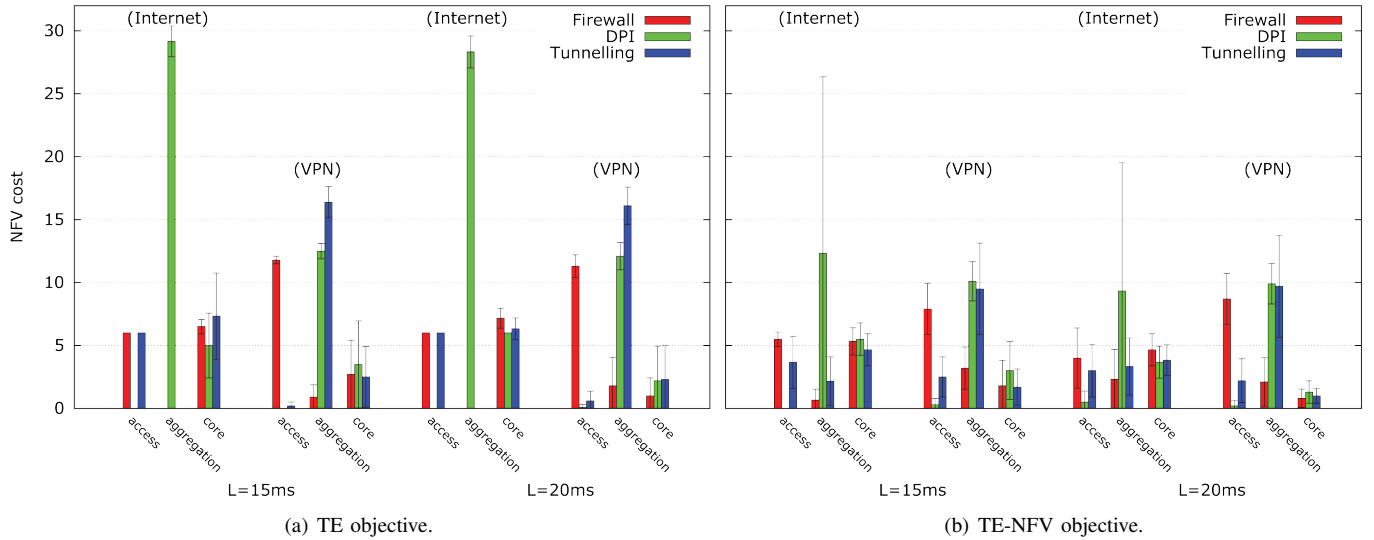 (Internet)
(Internet)
Firewall
DPI
Tunnelling
(VPN)
(VPN)
NFV cost
30
25
20
15
10
5
0
access
aggregation
core
access
aggregation
core
access
aggregation
core
access
aggregation
core
L=15ms
L=20ms
(a) TE objective.
(Internet)
(Internet)
Firewall
DPI
Tunnelling
(VPN)
(VPN)
access
aggregation
core
access
aggregation
core
access
aggregation
core
access
aggregation
core
L=15ms
L=20ms
(b) TE-NFV objective.